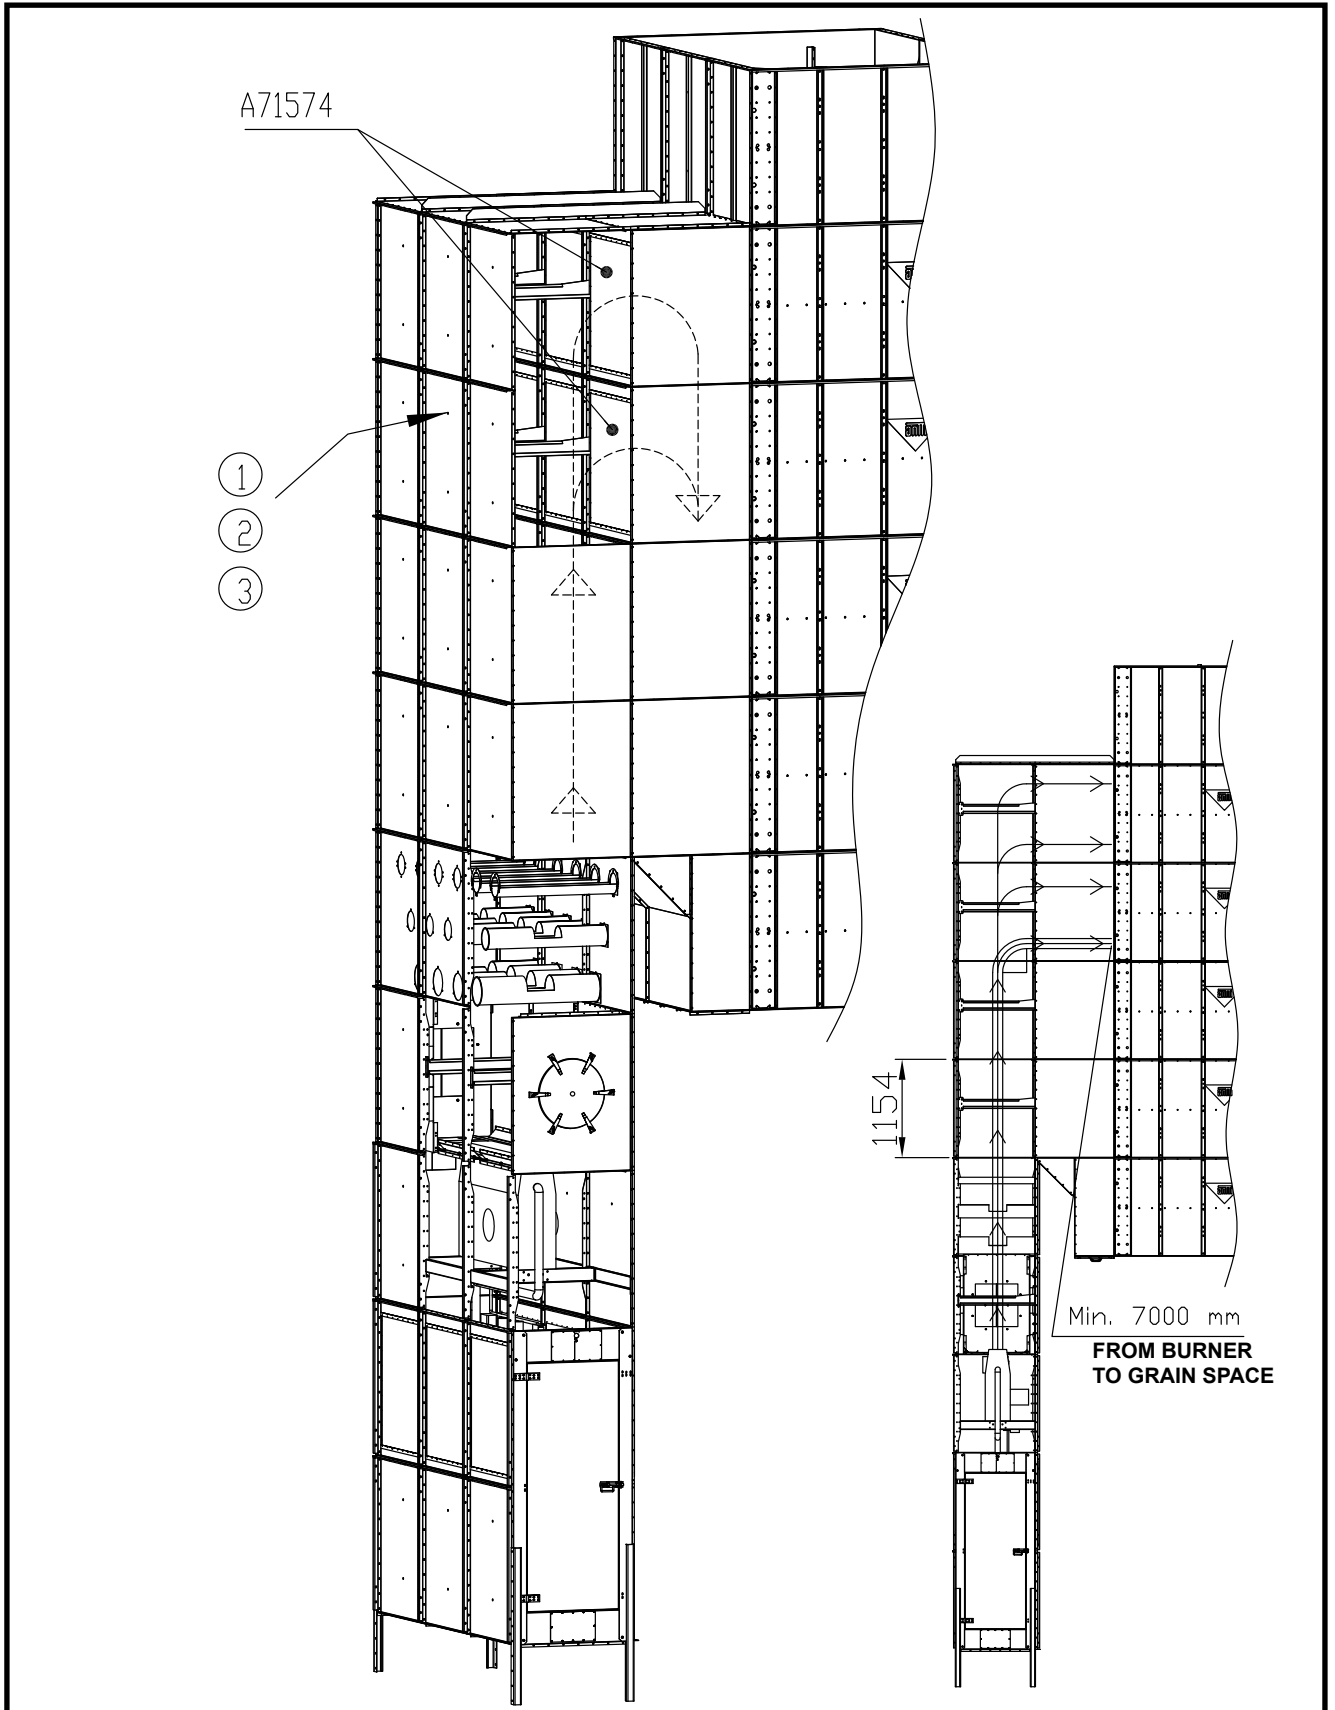 A71574
1
2
3
1154
Min. 7000 mm
FROM BURNER
TO GRAIN SPACE